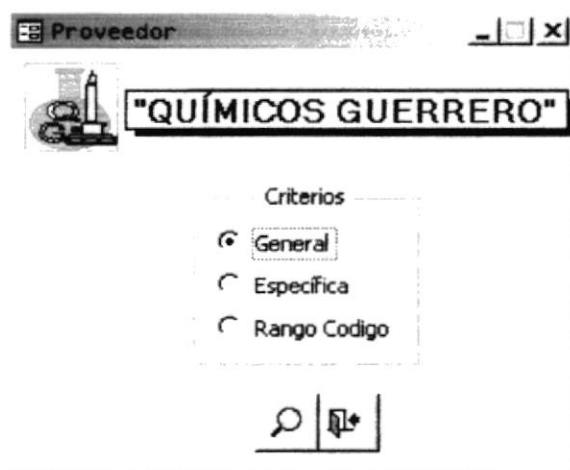 Proveedor
"QUÍMICOS GUERRERO"
Criterios
General
Específica
Rango Codigo